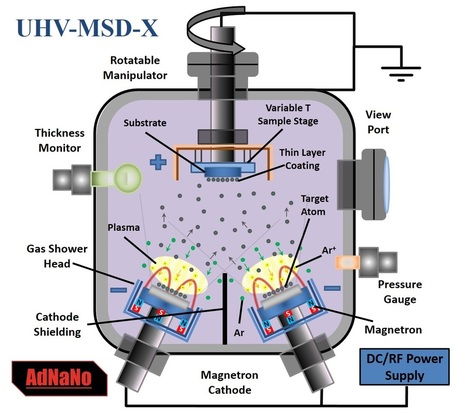 UHV-MSD-X
Rotatable
Manipulator
Thickness
Monitor
Substrate
Variable T
Sample Stage
View
Port
Thin Layer
Coating
Plasma
Target
Atom
Gas Shower
Head
Ar+
Pressure
Gauge
Cathode
Shielding
N
S
N
S
N
S
N
S
Ar
Magnetron
AdNaNo
Magnetron
Cathode
DC/RF Power
Supply